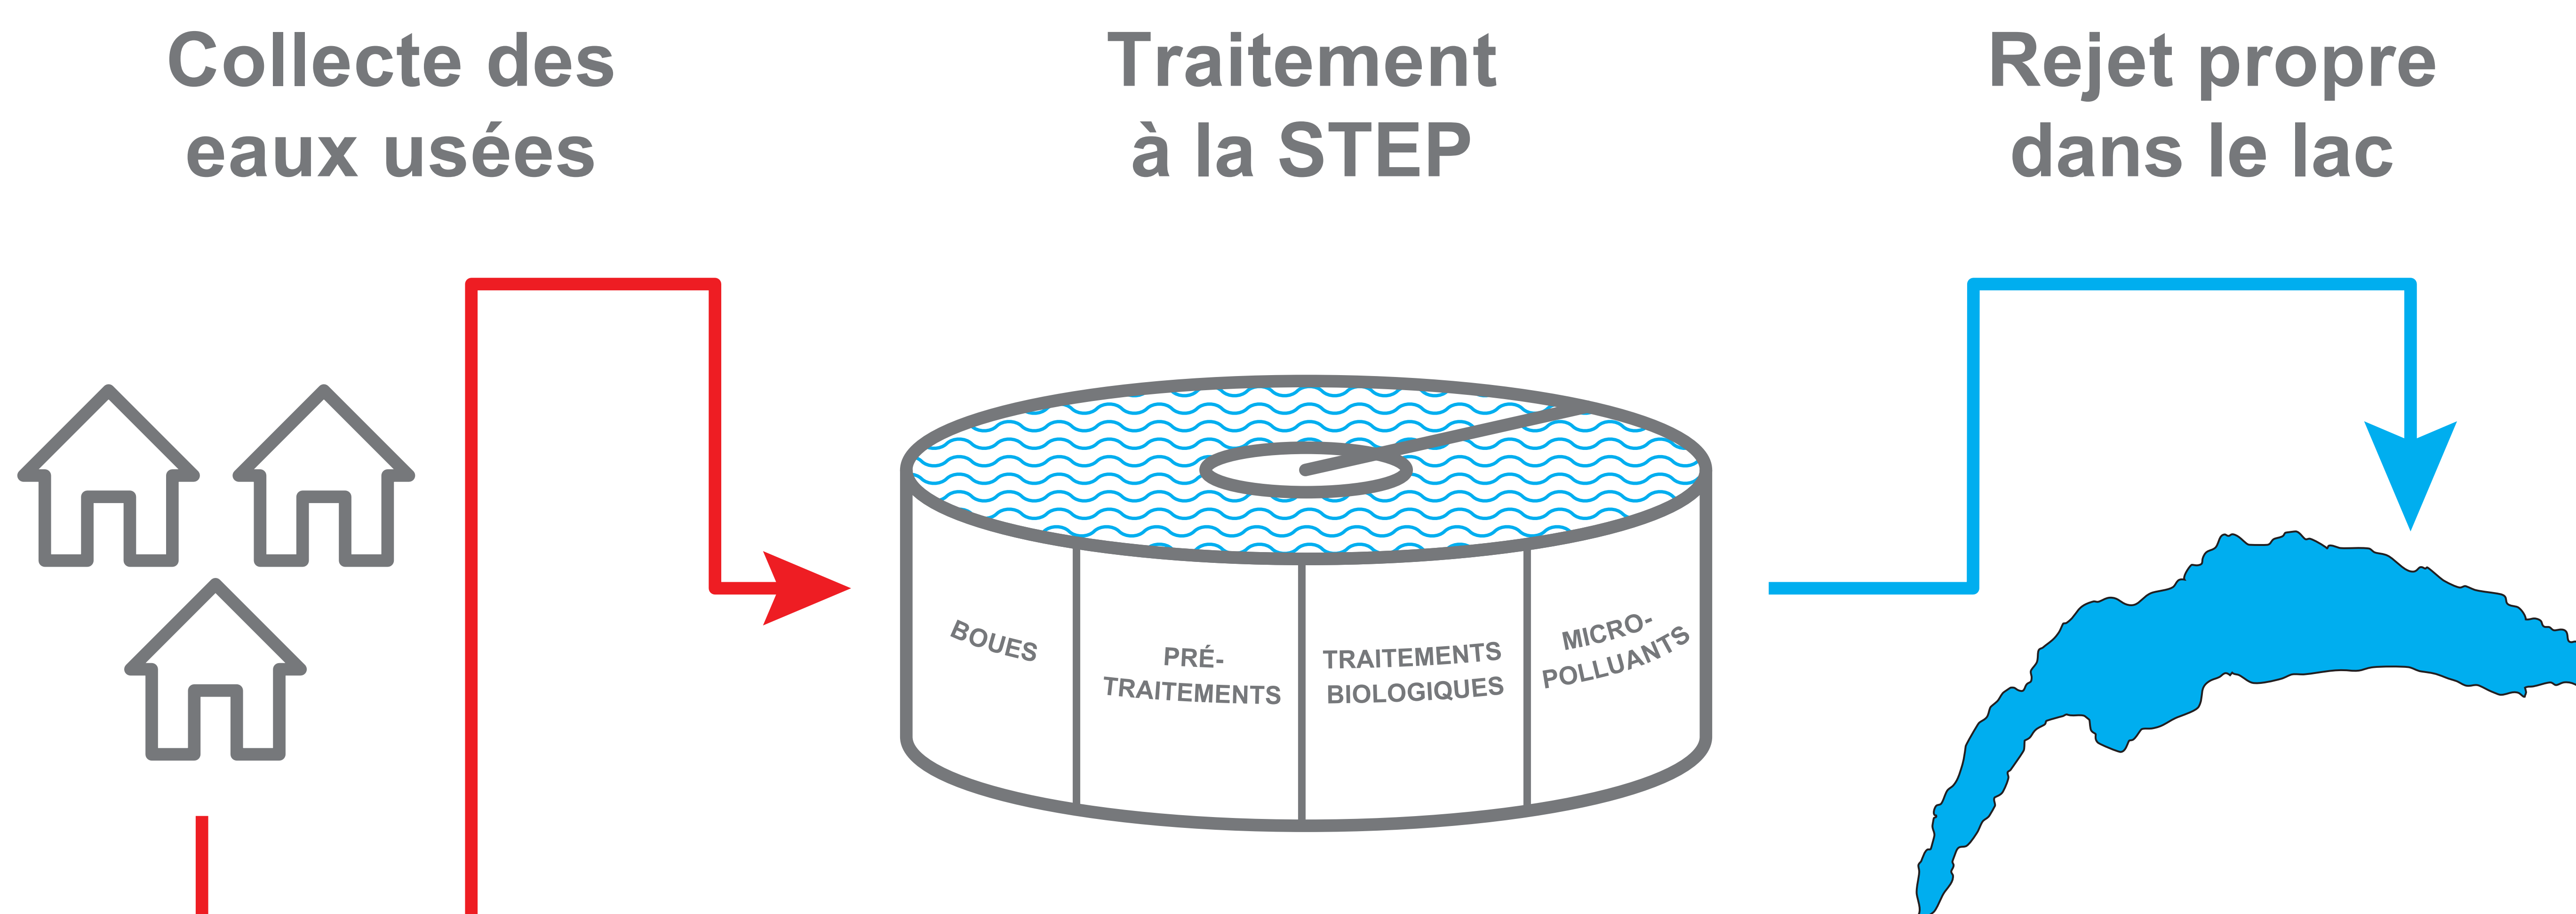 Collecte des
eaux usées
Traitement
à la STEP
Rejet propre
dans le lac
BOUES
PRÉ-
TRAITEMENTS
TRAITEMENTS
BIOLOGIQUES
MICRO-
POLLUANTS